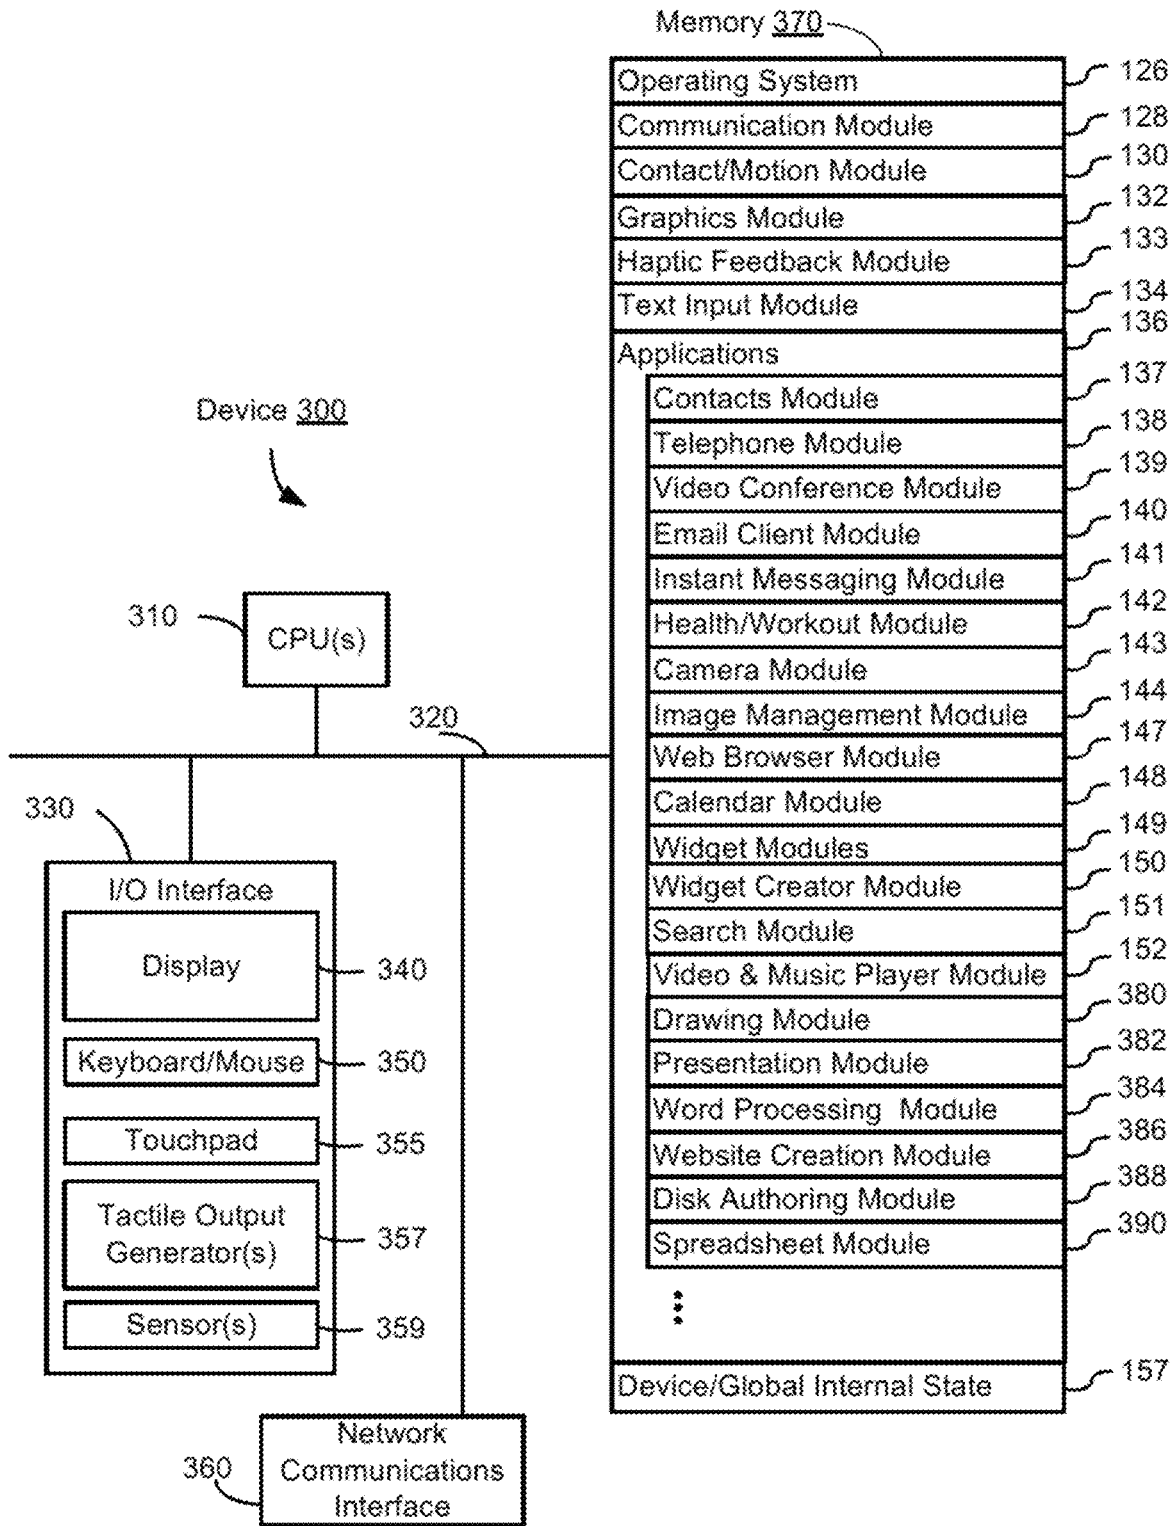 Memory 370
Operating System 126
Communication Module 128
Contact/Motion Module 130
Graphics Module 132
Haptic Feedback Module 133
Text Input Module 134
Applications 136
Contacts Module 137
Telephone Module 138
Video Conference Module 139
Email Client Module 140
Instant Messaging Module 141
Health/Workout Module 142
Camera Module 143
Image Management Module 144
Web Browser Module 147
Calendar Module 148
Widget Modules 149
Widget Creator Module 150
Search Module 151
Video & Music Player Module 152
Drawing Module 380
Presentation Module 382
Word Processing Module 384
Website Creation Module 386
Disk Authoring Module 388
Spreadsheet Module 390
Device/Global Internal State 157
Device 300
310
CPU(s)
320
330
I/O Interface
Display 340
Keyboard/Mouse 350
Touchpad 355
Tactile Output
Generator(s) 357
Sensor(s) 359
360
Network
Communications
Interface